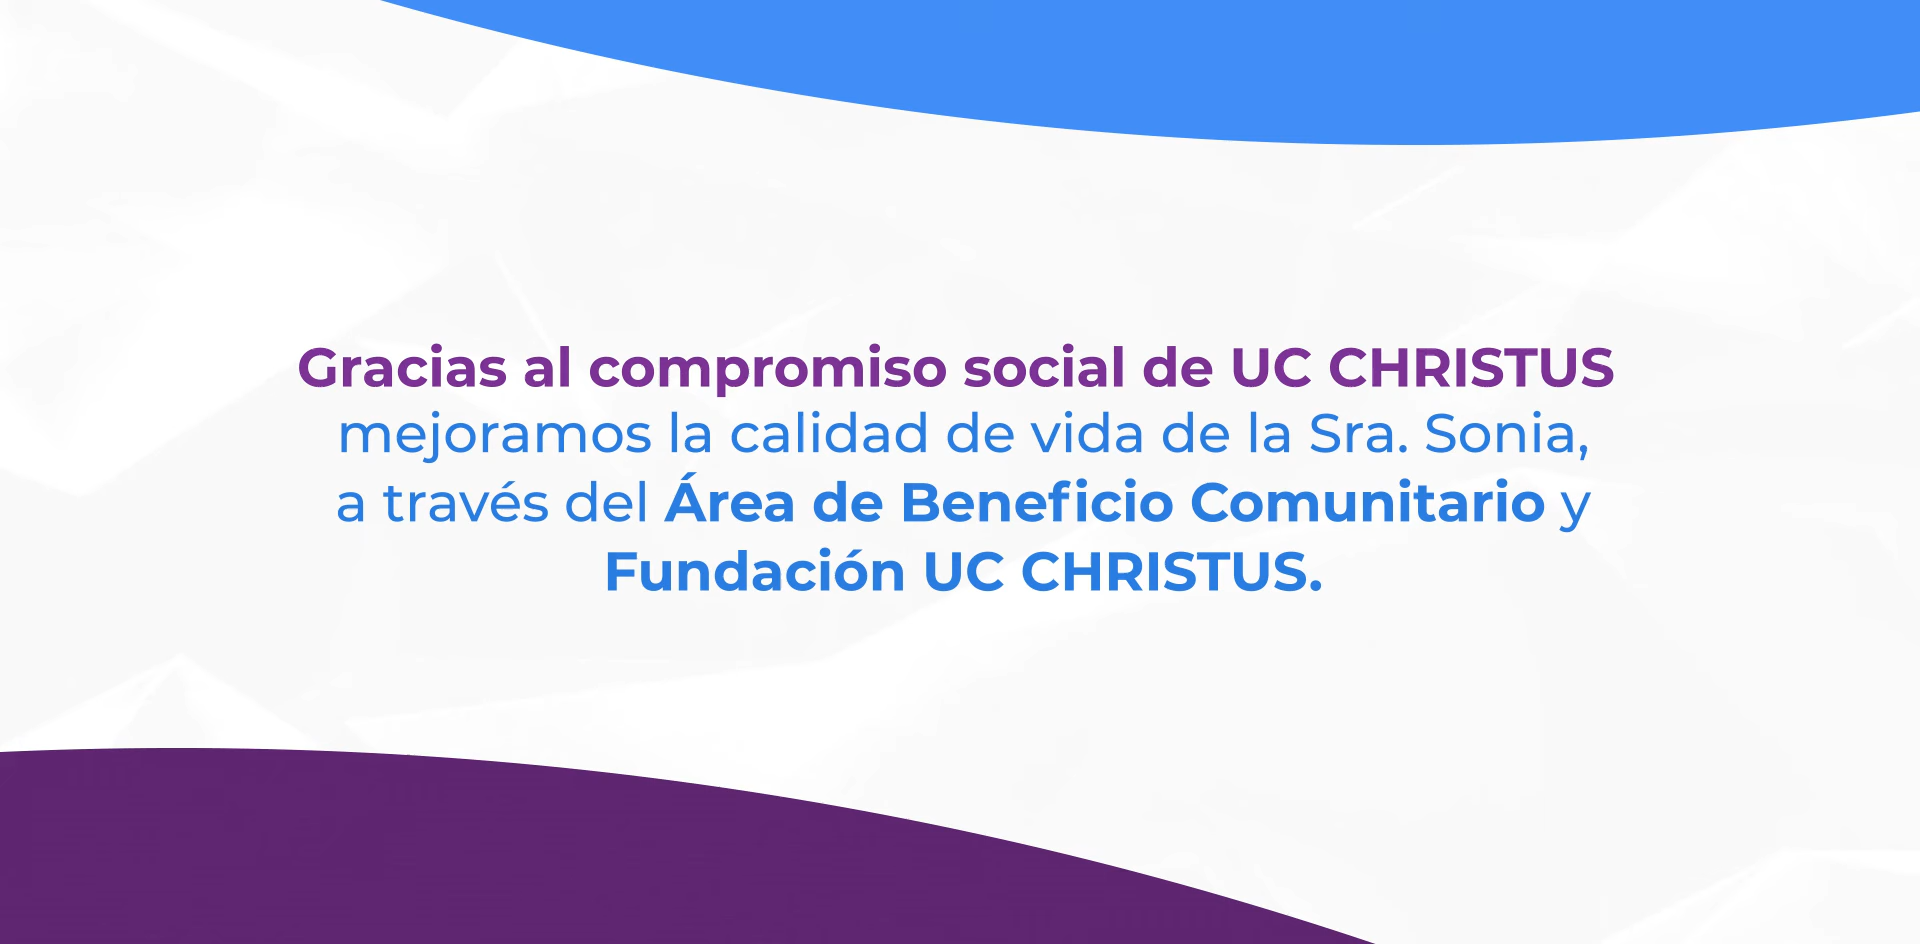 Gracias al compromiso social de UC CHRISTUS
mejoramos la calidad de vida de la Sra. Sonia,
a través del Área de Beneficio Comunitario y
Fundación UC CHRISTUS.